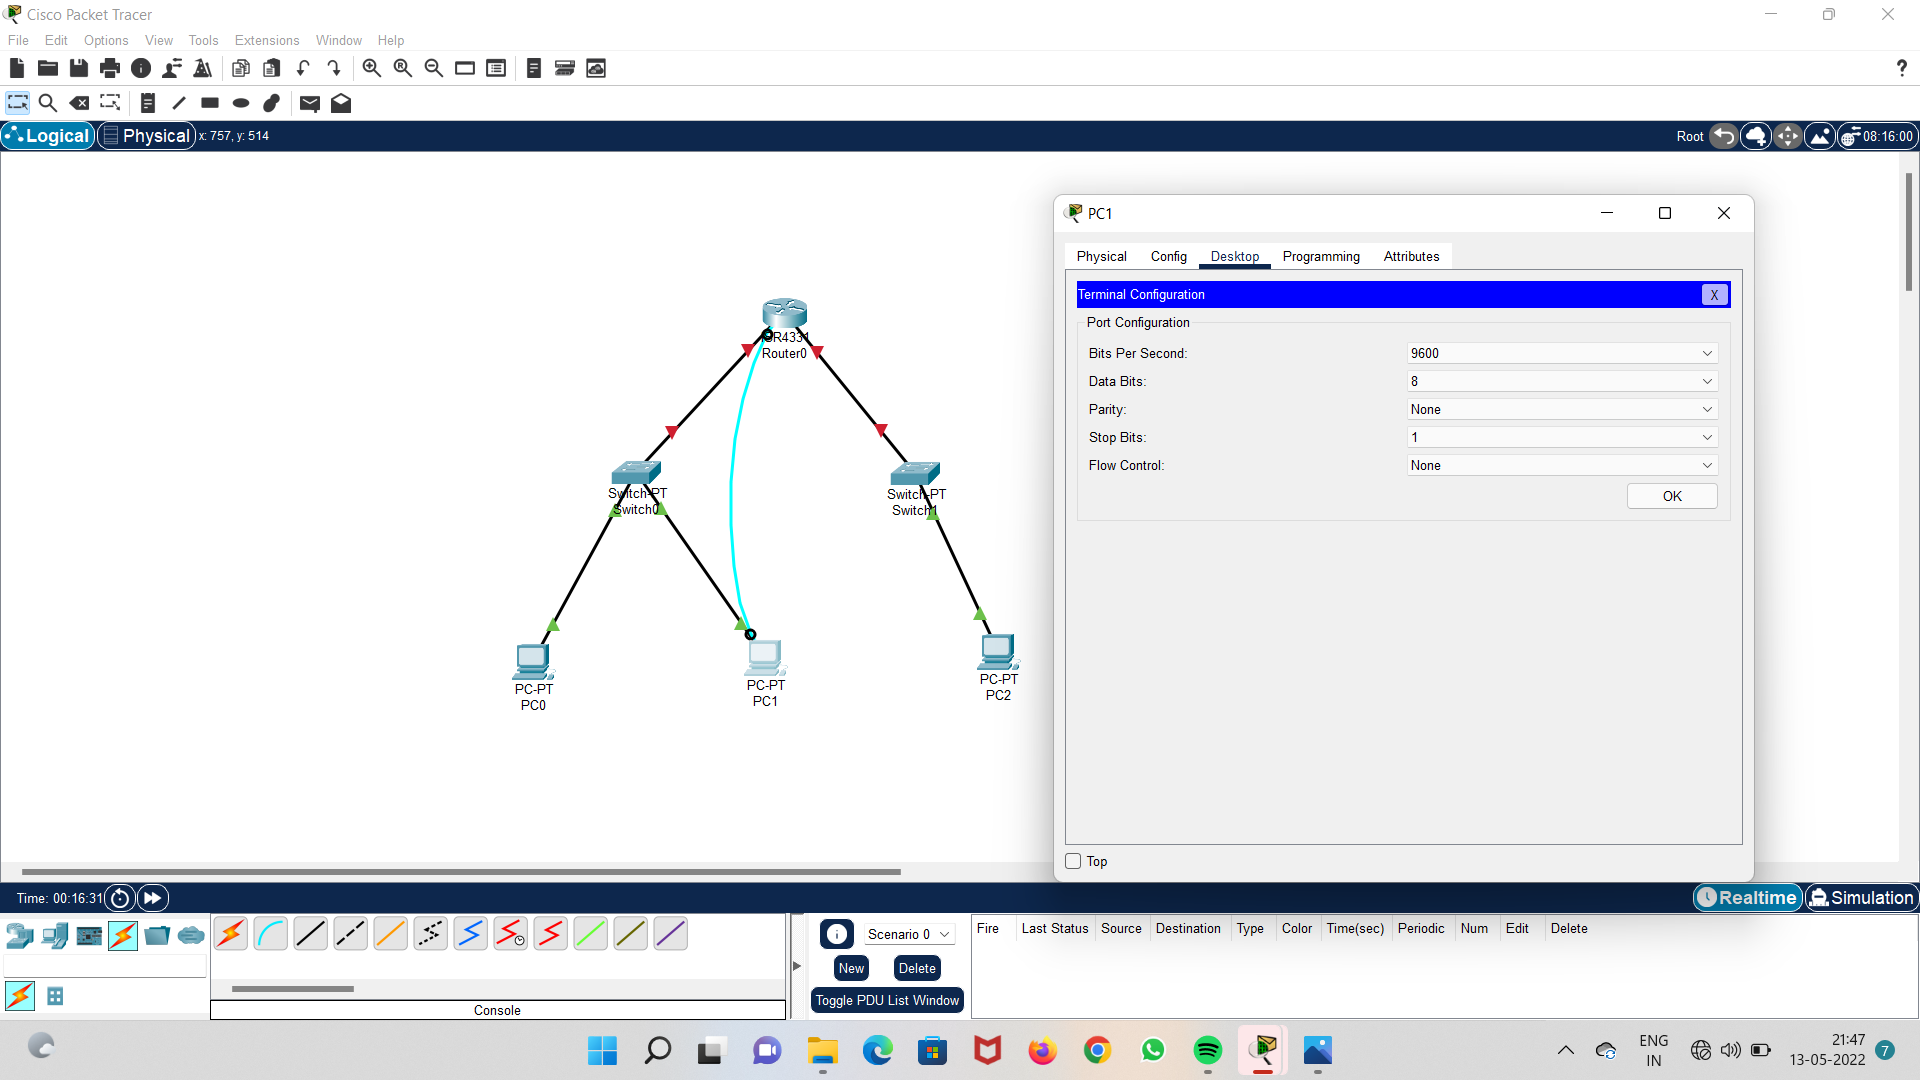 Cisco Packet Tracer
File Edit Options View Tools Extensions Window Help
?
Logical Physical x: 757, y: 514
Root 08:16:00
PC1
Physical Config Desktop Programming Attributes
Terminal Configuration X
Port Configuration
Bits Per Second: 9600
Data Bits: 8
Parity: None
Stop Bits: 1
Flow Control: None
OK
Top
Router0
Switch-PT
Switch0
Switch-PT
Switch1
PC-PT
PC0
PC-PT
PC1
PC-PT
PC2
Time: 00:16:31
Realtime Simulation
Scenario 0
New Delete
Toggle PDU List Window
Fire Last Status Source Destination Type Color Time(sec) Periodic Num Edit Delete
Console
ENG
IN
21:47
13-05-2022
7